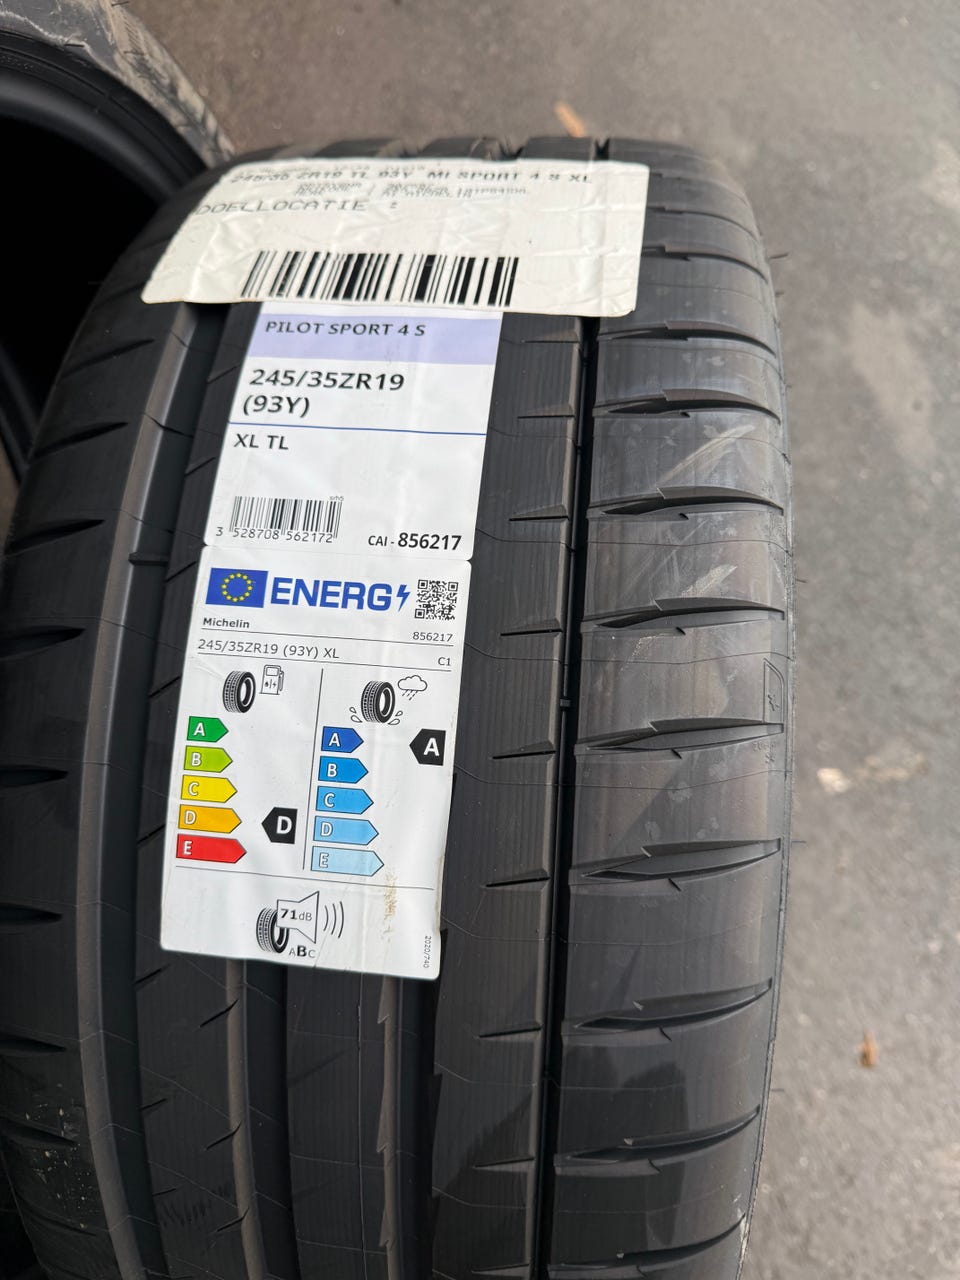 245/35 ZR19 TL 93Y MI SPORT 4 S XL
DOELLOCATIE :
PILOT SPORT 4 S
245/35ZR19
(93Y)
XL TL
sm5
3 528708 562172
CAI - 856217
ENERG
Michelin 856217
245/35ZR19 (93Y) XL C1
A A A
B B
C C
D D D
E E
71dB
ABC
2020/740